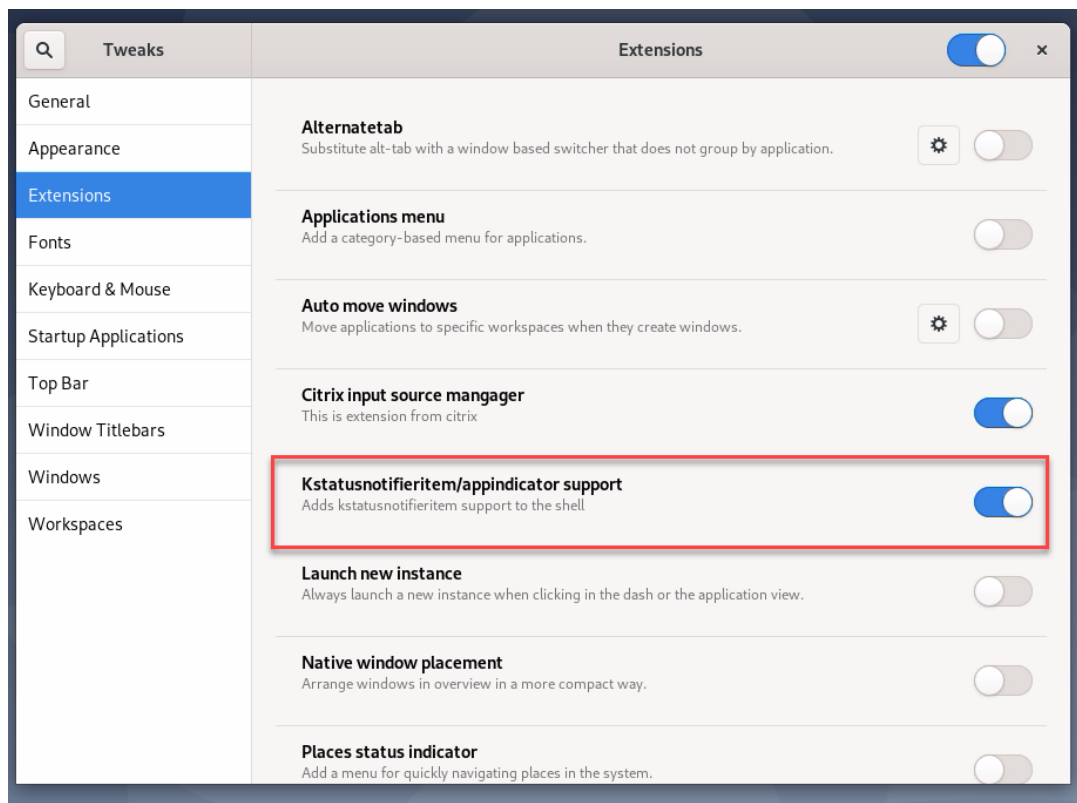 Tweaks
Extensions
General
Appearance
Extensions
Fonts
Keyboard & Mouse
Startup Applications
Top Bar
Window Titlebars
Windows
Workspaces
Alternatetab
Substitute alt-tab with a window based switcher that does not group by application.
Applications menu
Add a category-based menu for applications.
Auto move windows
Move applications to specific workspaces when they create windows.
Citrix input source mangager
This is extension from citrix
Kstatusnotifieritem/appindicator support
Adds kstatusnotifieritem support to the shell
Launch new instance
Always launch a new instance when clicking in the dash or the application view.
Native window placement
Arrange windows in overview in a more compact way.
Places status indicator
Add a menu for quickly navigating places in the system.